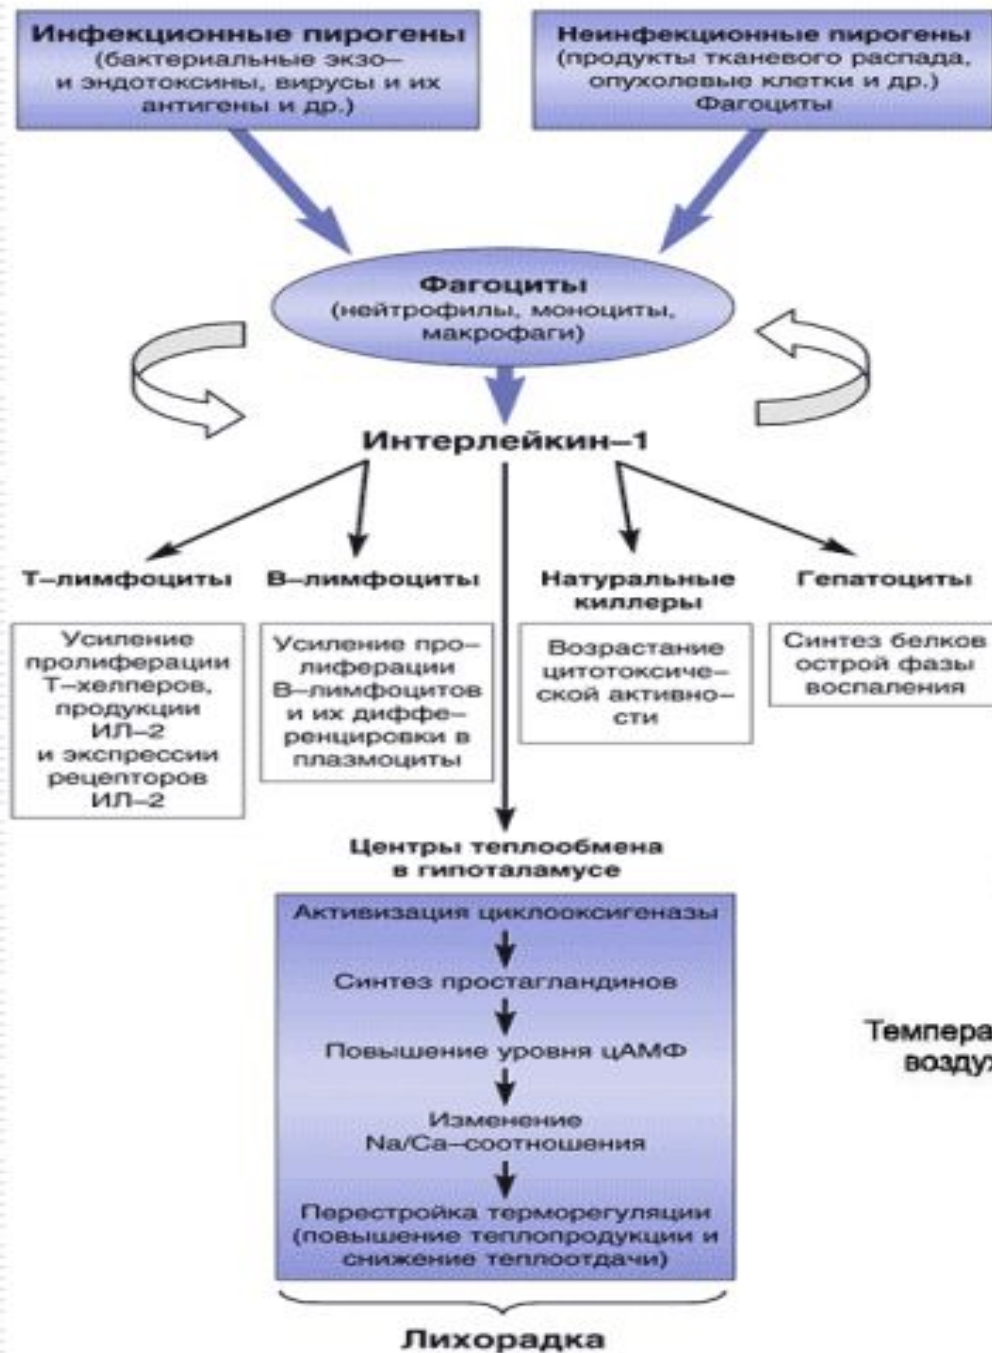 Инфекционные пирогены
(бактериальные экзо–
и эндотоксины, вирусы и их
антигены и др.)
Неинфекционные пирогены
(продукты тканевого распада,
опухолевые клетки и др.)
Фагоциты
Фагоциты
(нейтрофилы, моноциты,
макрофаги)
Интерлейкин–1
Т–лимфоциты
Усиление
пролиферации
Т–хелперов,
продукции
ИЛ–2
и экспрессии
рецепторов
ИЛ–2
В–лимфоциты
Усиление про–
лиферации
В–лимфоцитов
и их диффе–
ренцировки в
плазмоциты
Натуральные
киллеры
Возрастание
цитотоксиче–
ской активно–
сти
Гепатоциты
Синтез белков
острой фазы
воспаления
Центры теплообмена
в гипоталамусе
Активизация циклооксигеназы
Синтез простагландинов
Повышение уровня цАМФ
Изменение
Na/Ca–соотношения
Перестройка терморегуляции
(повышение теплопродукции и
снижение теплоотдачи)
Лихорадка